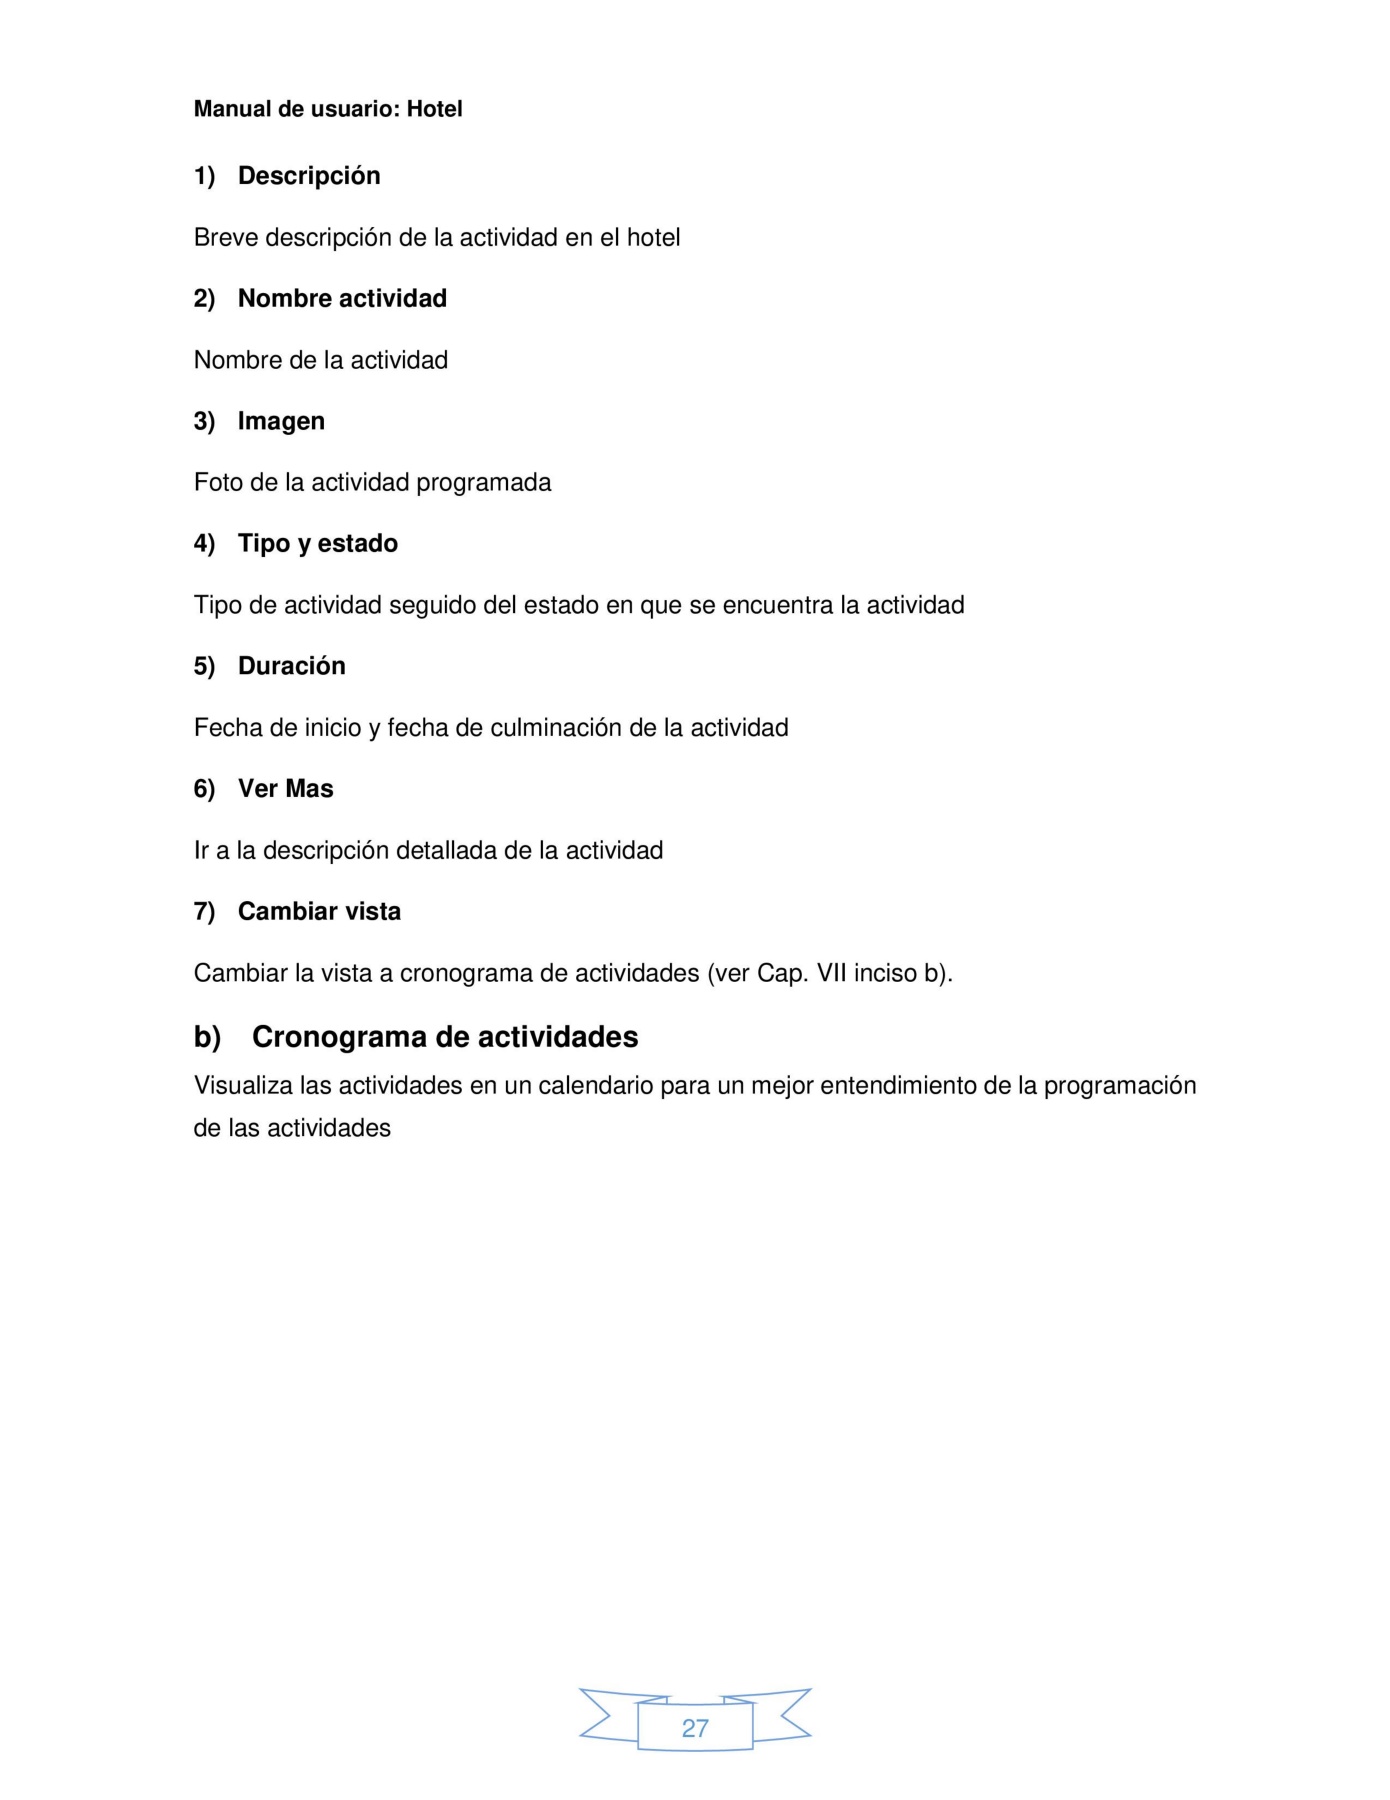 Manual de usuario: Hotel
1) Descripción
Breve descripción de la actividad en el hotel
2) Nombre actividad
Nombre de la actividad
3) Imagen
Foto de la actividad programada
4) Tipo y estado
Tipo de actividad seguido del estado en que se encuentra la actividad
5) Duración
Fecha de inicio y fecha de culminación de la actividad
6) Ver Mas
Ir a la descripción detallada de la actividad
7) Cambiar vista
Cambiar la vista a cronograma de actividades (ver Cap. VII inciso b).
b) Cronograma de actividades
Visualiza las actividades en un calendario para un mejor entendimiento de la programación
de las actividades
27